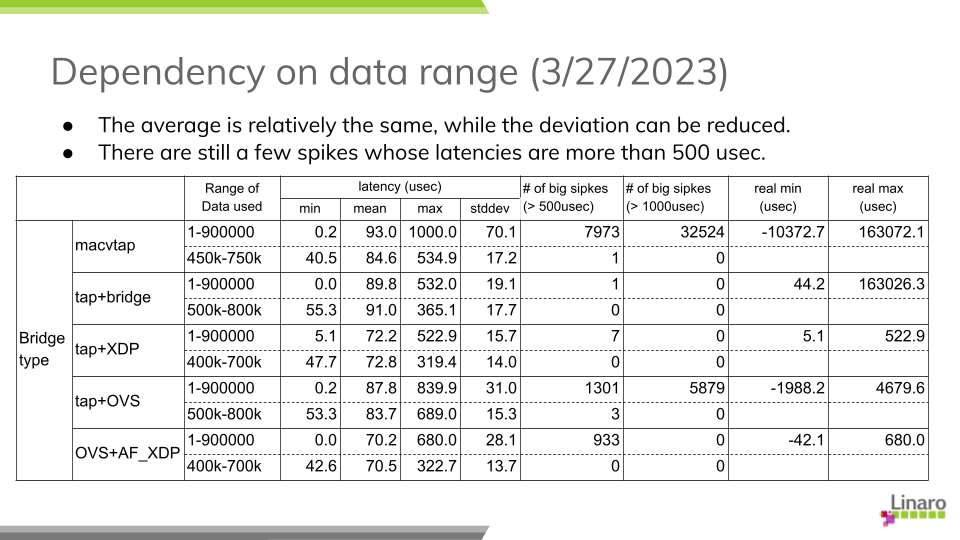 Dependency on data range (3/27/2023)
● The average is relatively the same, while the deviation can be reduced.
● There are still a few spikes whose latencies are more than 500 usec.
Range of Data used latency (usec) # of big sipkes (> 500usec) # of big sipkes (> 1000usec) real min (usec) real max (usec)
min mean max stddev
Bridge type
macvtap 1-900000 0.2 93.0 1000.0 70.1 7973 32524 -10372.7 163072.1
450k-750k 40.5 84.6 534.9 17.2 1 0
tap+bridge 1-900000 0.0 89.8 532.0 19.1 1 0 44.2 163026.3
500k-800k 55.3 91.0 365.1 17.7 0 0
tap+XDP 1-900000 5.1 72.2 522.9 15.7 7 0 5.1 522.9
400k-700k 47.7 72.8 319.4 14.0 0 0
tap+OVS 1-900000 0.2 87.8 839.9 31.0 1301 5879 -1988.2 4679.6
500k-800k 53.3 83.7 689.0 15.3 3 0
OVS+AF_XDP 1-900000 0.0 70.2 680.0 28.1 933 0 -42.1 680.0
400k-700k 42.6 70.5 322.7 13.7 0 0
Linaro